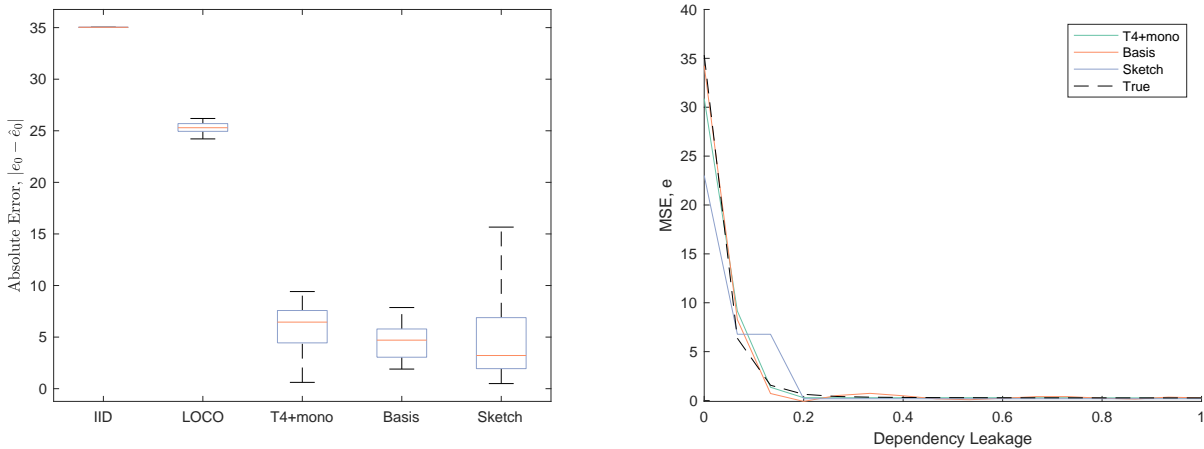 35
30
25
20
15
10
5
0
Absolute Error, |e₀ − ê₀|
IID LOCO T4+mono Basis Sketch
40
35
30
25
20
15
10
5
0
MSE, e
T4+mono
Basis
Sketch
True
0 0.2 0.4 0.6 0.8 1
Dependency Leakage